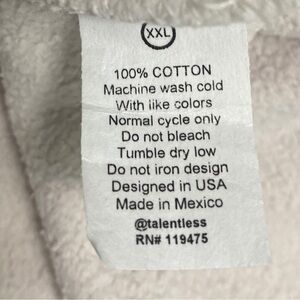 XXL
100% COTTON
Machine wash cold
With like colors
Normal cycle only
Do not bleach
Tumble dry low
Do not iron design
Designed in USA
Made in Mexico
@talentless
RN# 119475